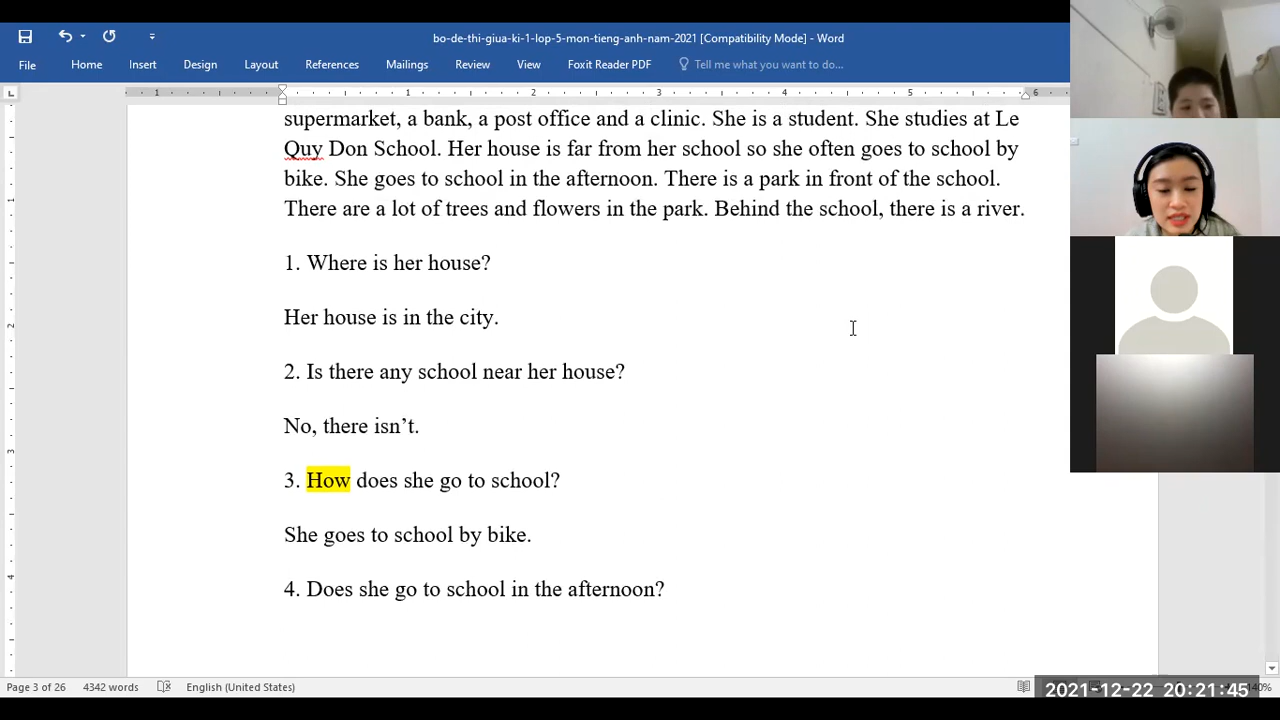 bo-de-thi-giua-ki-1-lop-5-mon-tieng-anh-nam-2021 [Compatibility Mode] - Word
File Home Insert Design Layout References Mailings Review View Foxit Reader PDF Tell me what you want to do...
1 1 2 3 4 5 6
supermarket, a bank, a post office and a clinic. She is a student. She studies at Le
Quy Don School. Her house is far from her school so she often goes to school by
bike. She goes to school in the afternoon. There is a park in front of the school.
There are a lot of trees and flowers in the park. Behind the school, there is a river.
1. Where is her house?
Her house is in the city.
2. Is there any school near her house?
No, there isn’t.
3. How does she go to school?
She goes to school by bike.
4. Does she go to school in the afternoon?
Page 3 of 26 4342 words English (United States) 140%
2021-12-22 20:21:45